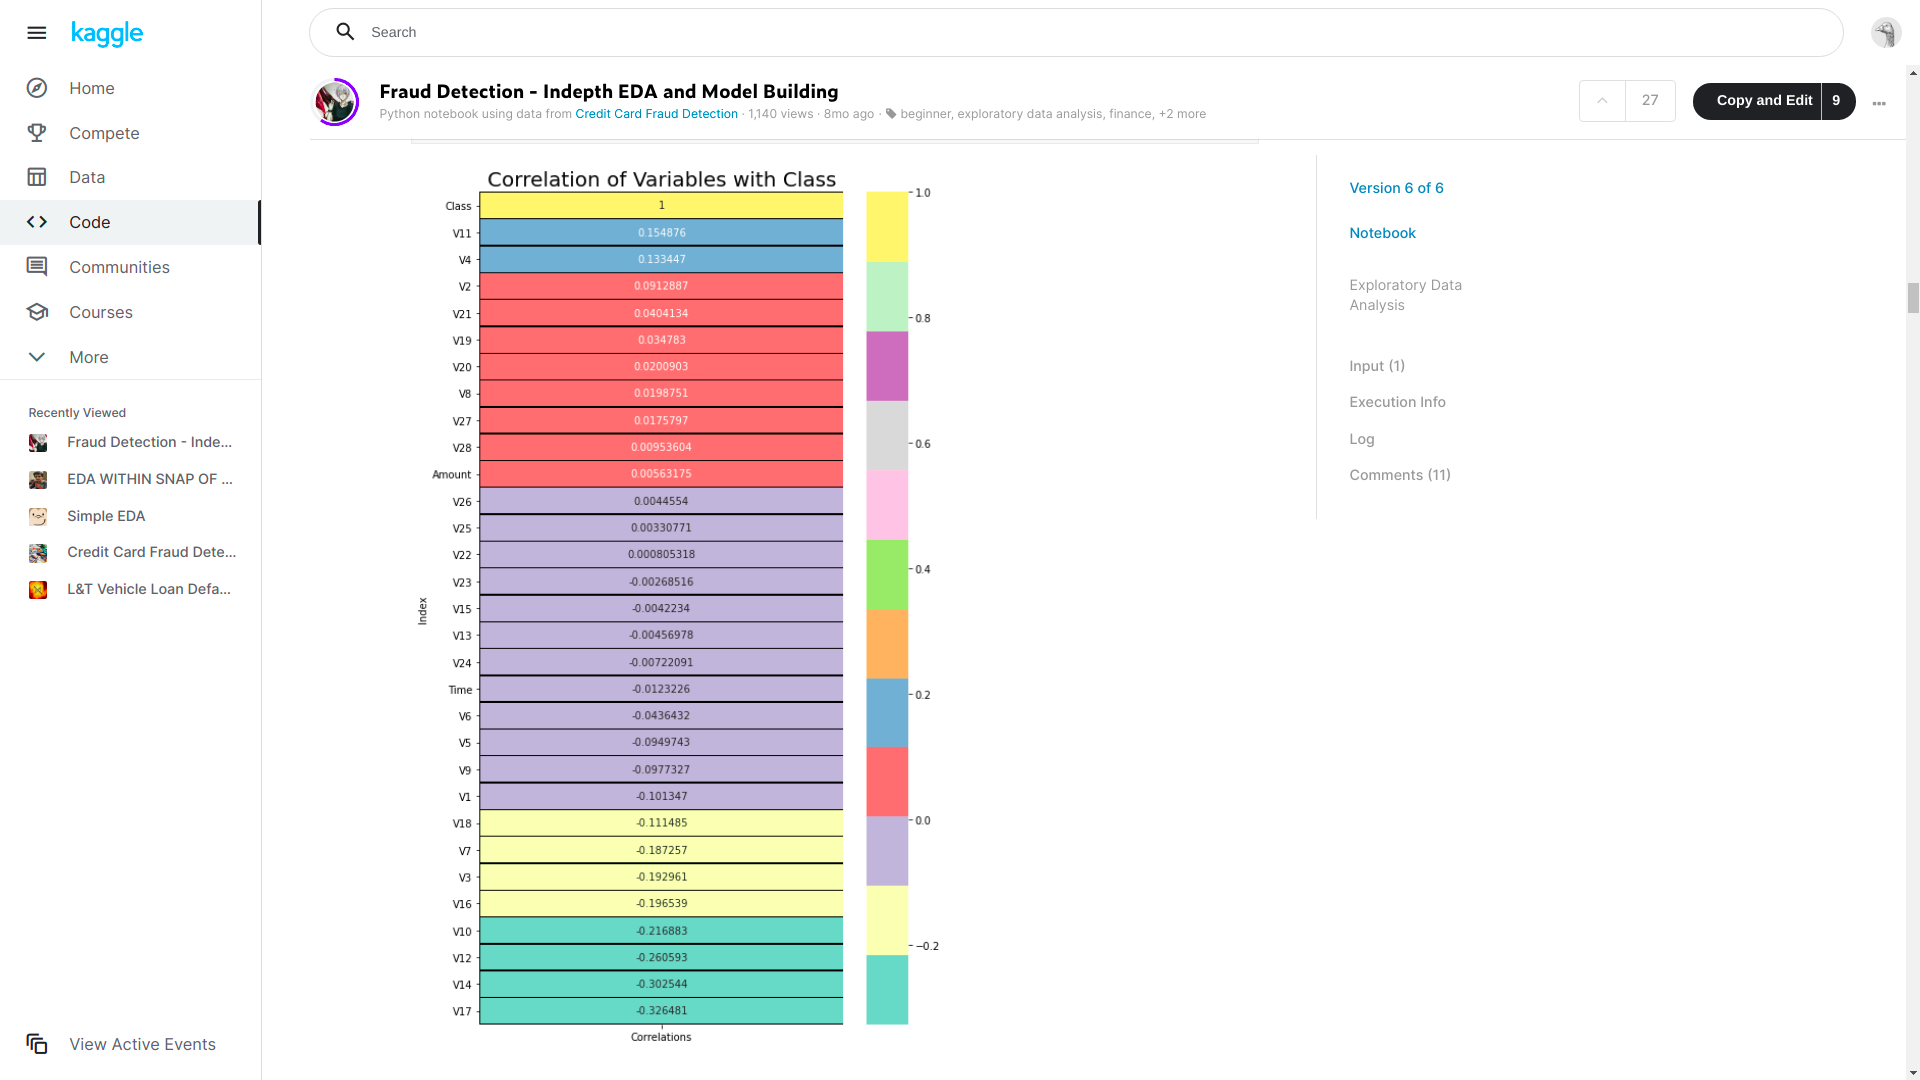 kaggle
Search
Home
Compete
Data
Code
Communities
Courses
More
Recently Viewed
Fraud Detection - Inde...
EDA WITHIN SNAP OF ...
Simple EDA
Credit Card Fraud Dete...
L&T Vehicle Loan Defa...
View Active Events
Fraud Detection - Indepth EDA and Model Building
Python notebook using data from Credit Card Fraud Detection · 1,140 views · 8mo ago · beginner, exploratory data analysis, finance, +2 more
27
Copy and Edit 9
Correlation of Variables with Class
Class 1
V11 0.154876
V4 0.133447
V2 0.0912887
V21 0.0404134
V19 0.034783
V20 0.0200903
V8 0.0198751
V27 0.0175797
V28 0.00953604
Amount 0.00563175
V26 0.0044554
V25 0.00330771
V22 0.000805318
V23 -0.00268516
V15 -0.0042234
V13 -0.00456978
V24 -0.00722091
Time -0.0123226
V6 -0.0436432
V5 -0.0949743
V9 -0.0977327
V1 -0.101347
V18 -0.111485
V7 -0.187257
V3 -0.192961
V16 -0.196539
V10 -0.216883
V12 -0.260593
V14 -0.302544
V17 -0.326481
Index
Correlations
1.0
0.8
0.6
0.4
0.2
0.0
−0.2
Version 6 of 6
Notebook
Exploratory Data
Analysis
Input (1)
Execution Info
Log
Comments (11)